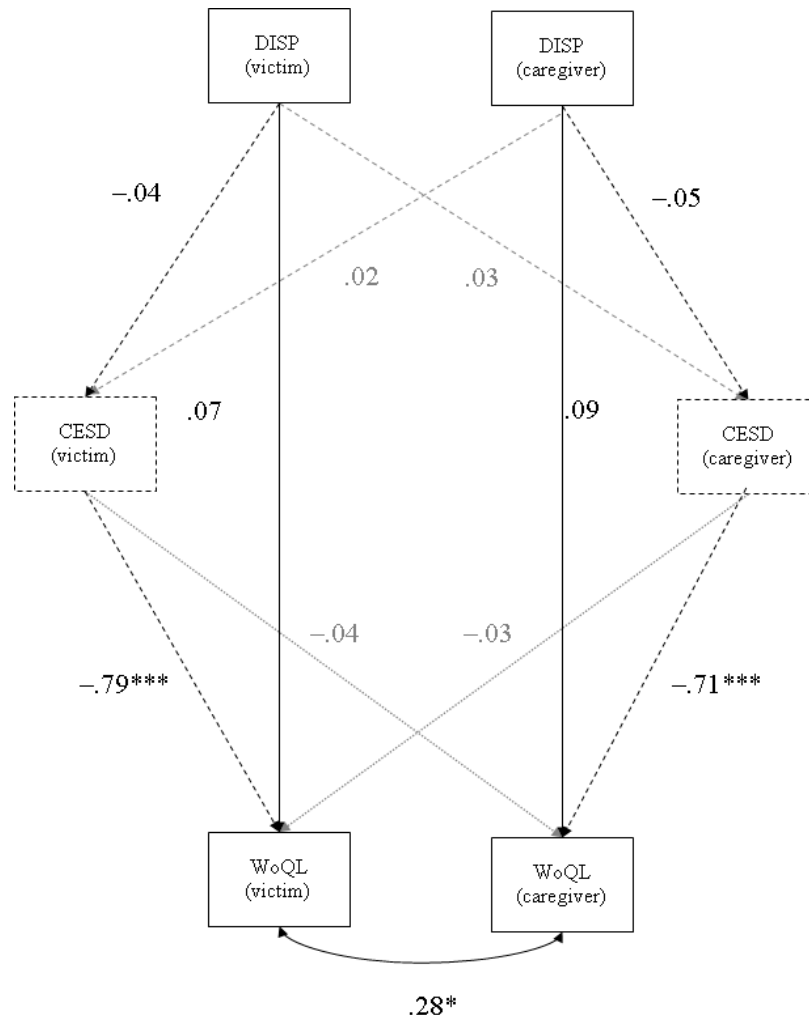 DISP
(victim)
DISP
(caregiver)
–.04
–.05
.02
.03
.07
.09
CESD
(victim)
CESD
(caregiver)
–.04
–.03
–.79***
–.71***
WoQL
(victim)
WoQL
(caregiver)
.28*